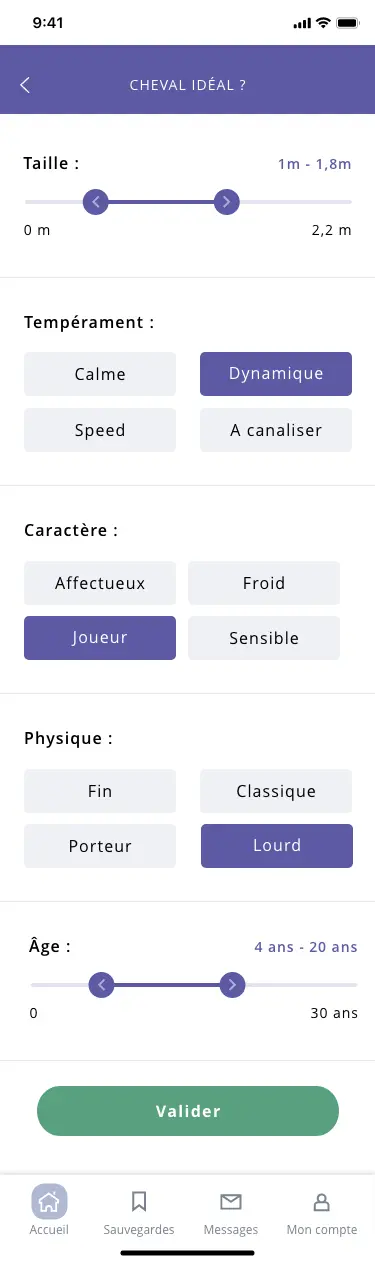 9:41
CHEVAL IDÉAL ?
Taille :
1m - 1,8m
0 m
2,2 m
Tempérament :
Calme
Dynamique
Speed
A canaliser
Caractère :
Affectueux
Froid
Joueur
Sensible
Physique :
Fin
Classique
Porteur
Lourd
Âge :
4 ans - 20 ans
0
30 ans
Valider
Accueil
Sauvegardes
Messages
Mon compte